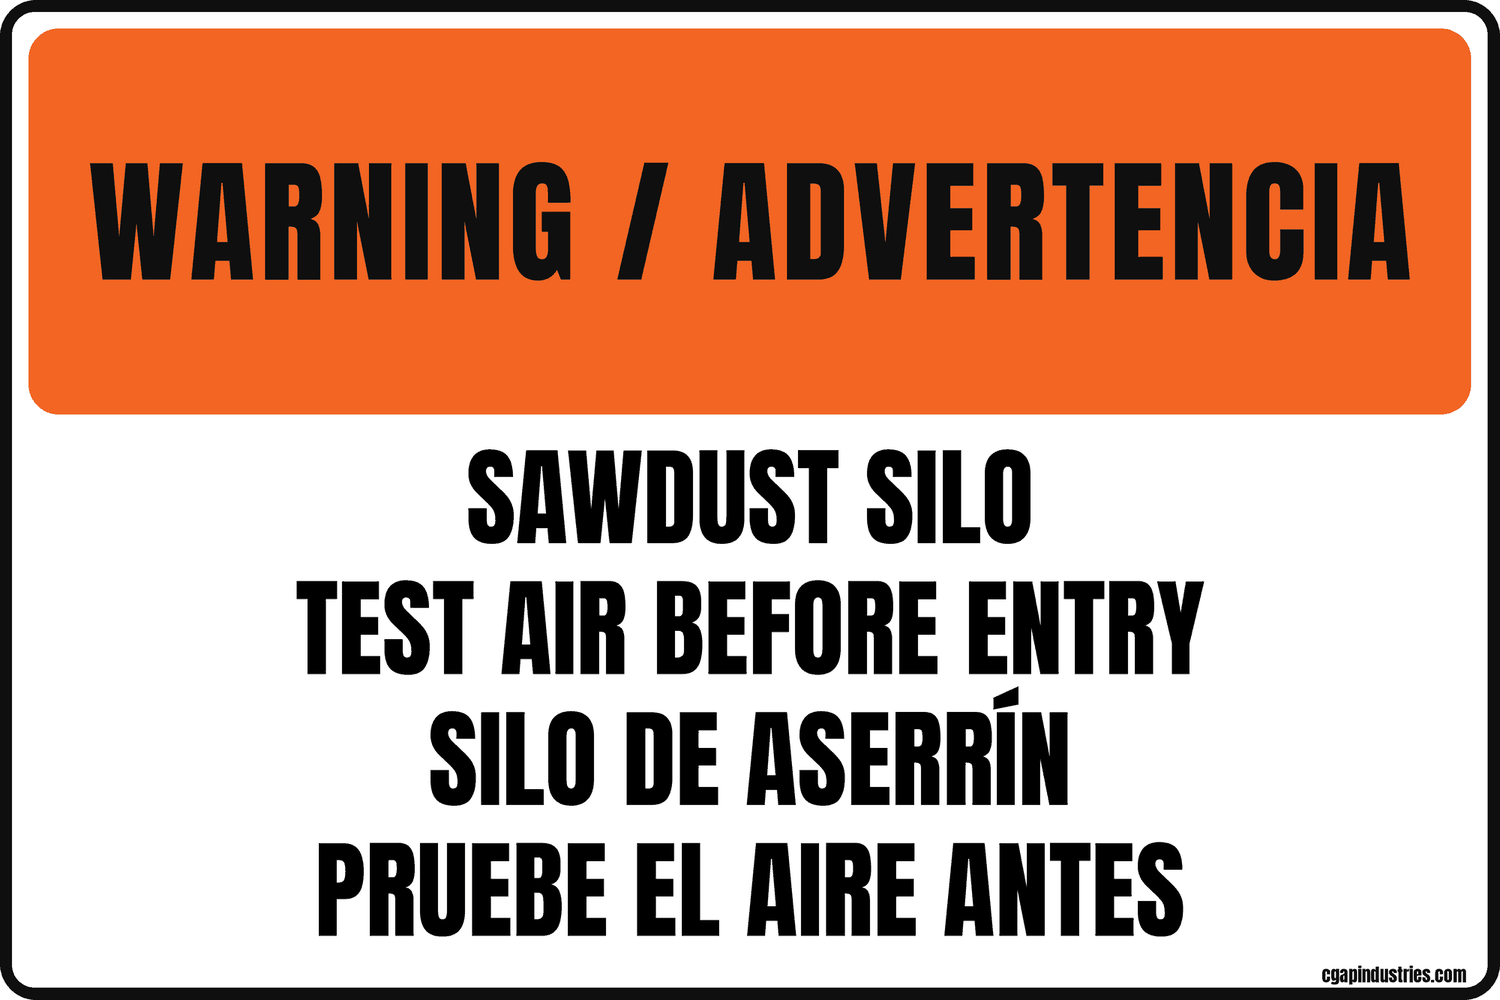 WARNING / ADVERTENCIA
SAWDUST SILO
TEST AIR BEFORE ENTRY
SILO DE ASERRÍN
PRUEBE EL AIRE ANTES
cgapindustries.com